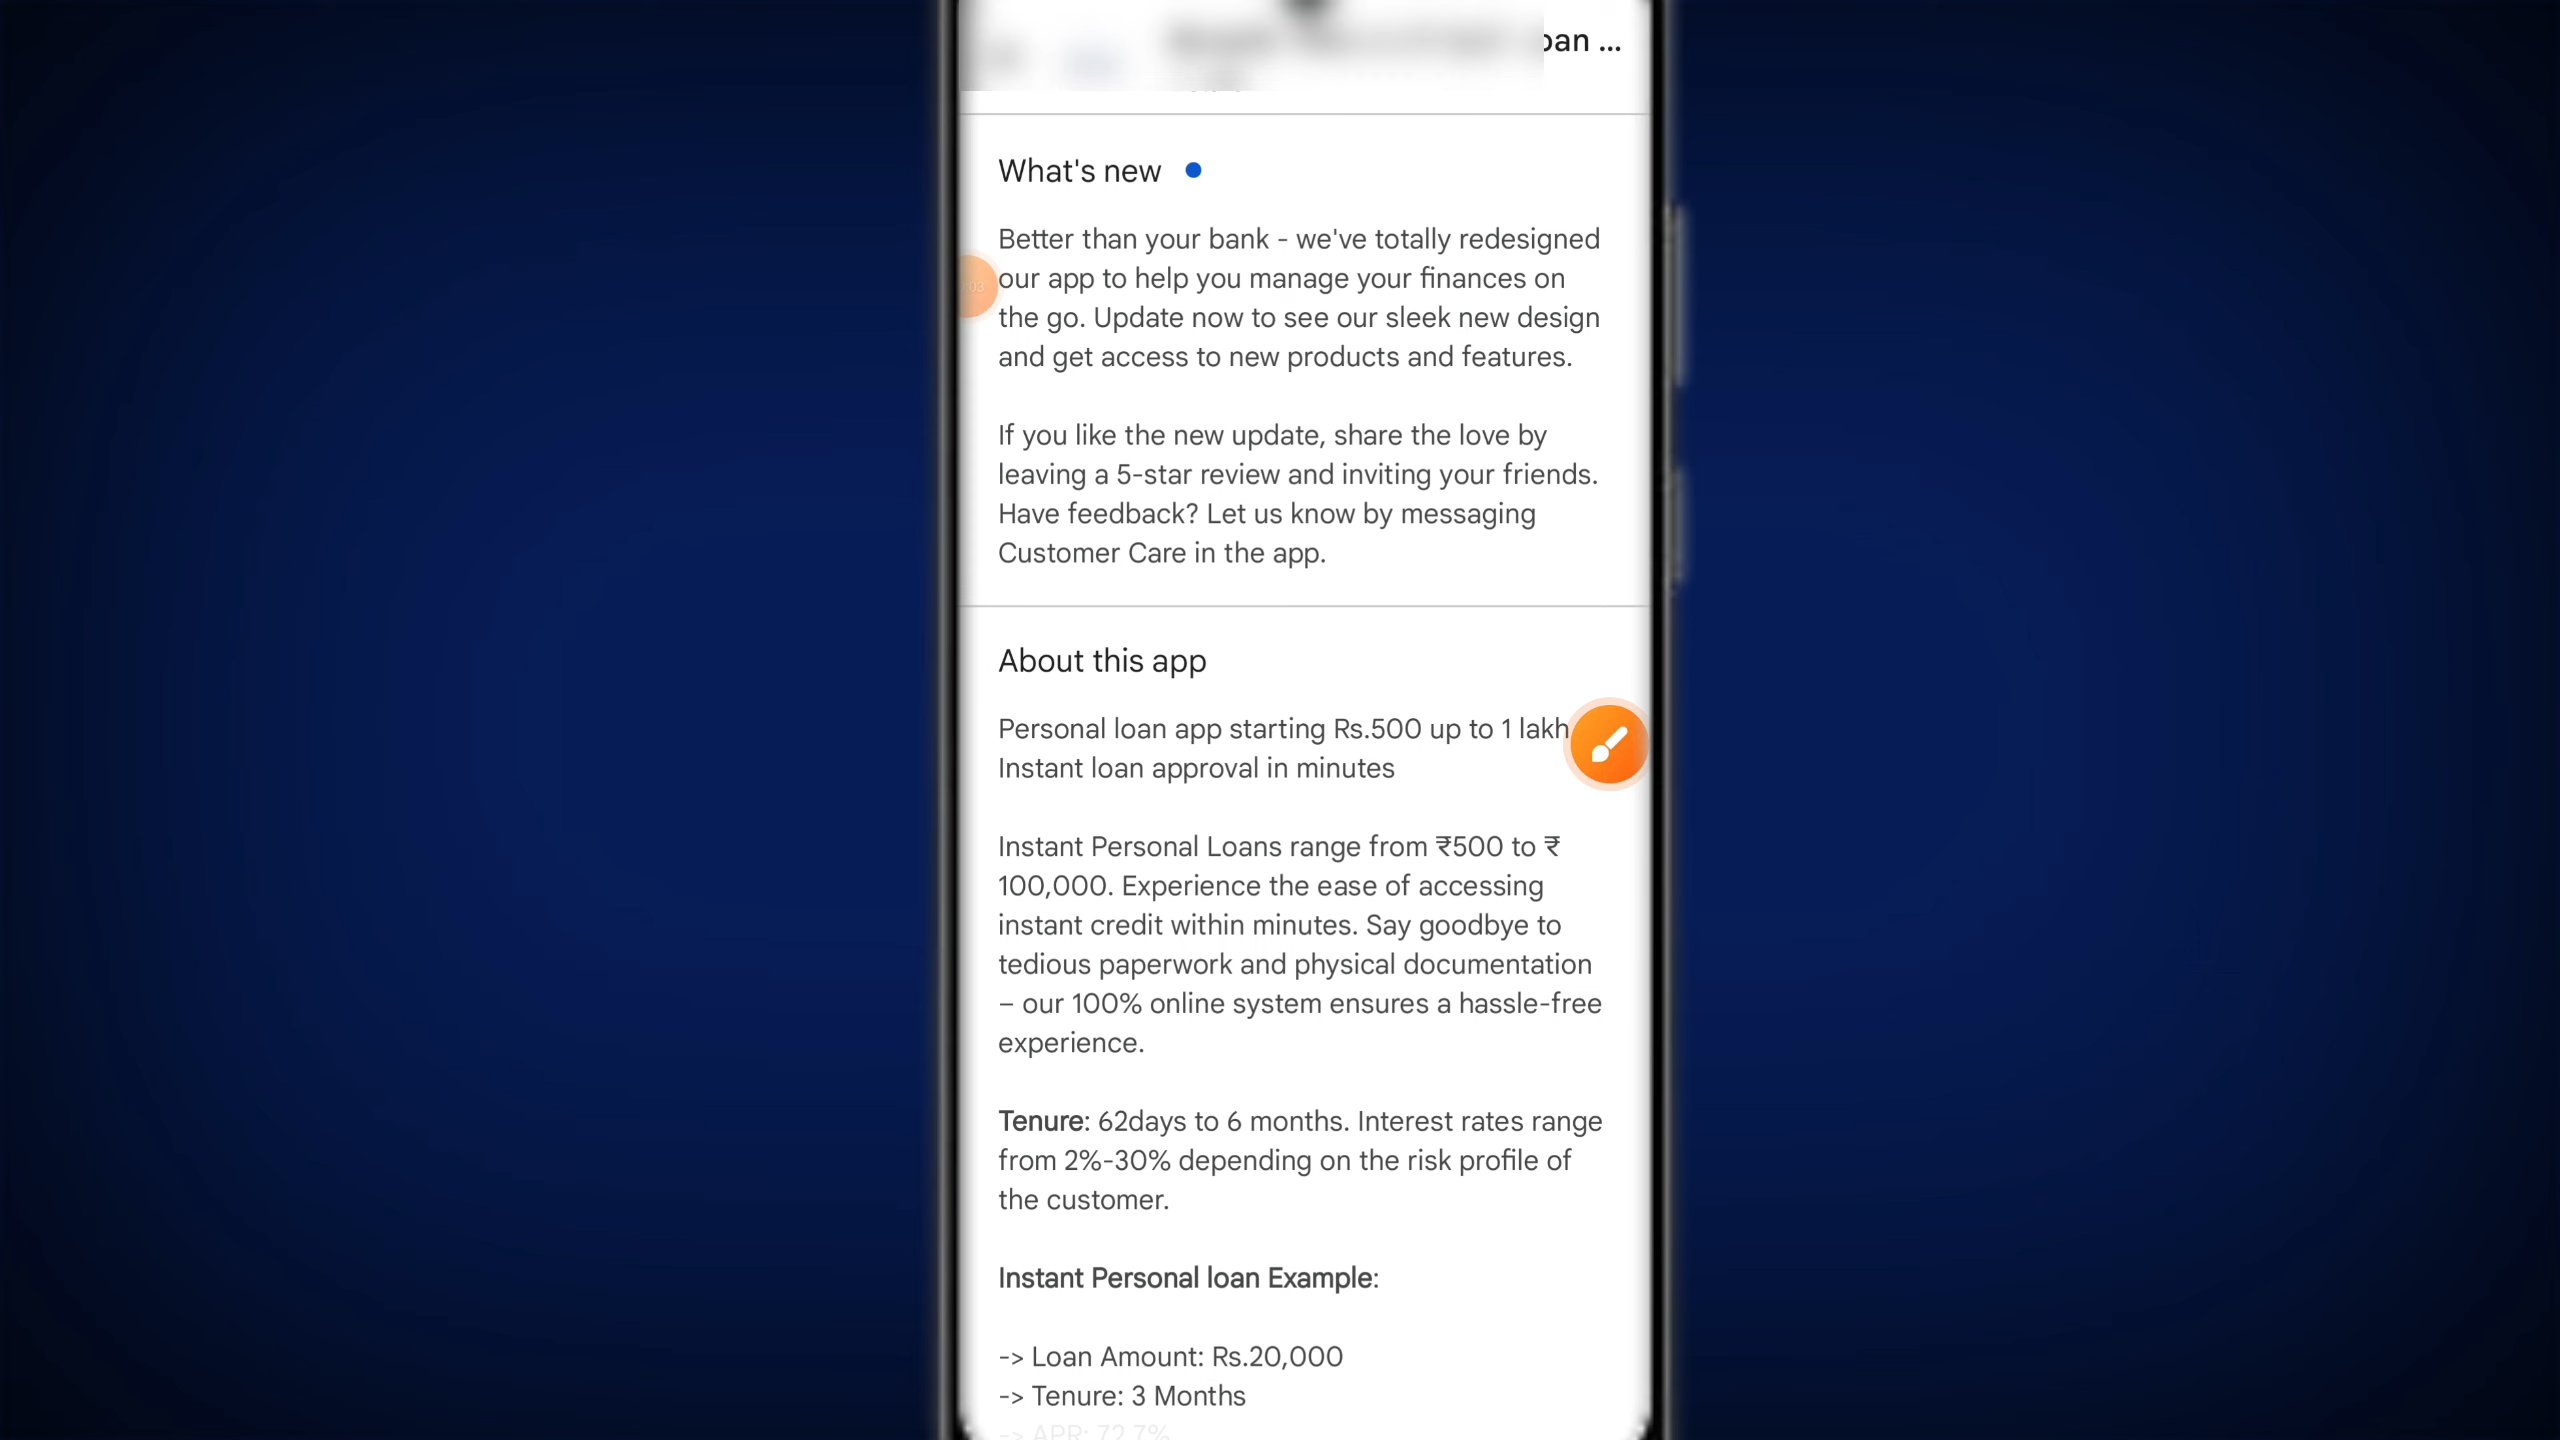 oan ...
What's new
Better than your bank - we've totally redesigned
our app to help you manage your finances on
the go. Update now to see our sleek new design
and get access to new products and features.
If you like the new update, share the love by
leaving a 5-star review and inviting your friends.
Have feedback? Let us know by messaging
Customer Care in the app.
About this app
Personal loan app starting Rs.500 up to 1 lakh
Instant loan approval in minutes
Instant Personal Loans range from ₹500 to ₹
100,000. Experience the ease of accessing
instant credit within minutes. Say goodbye to
tedious paperwork and physical documentation
– our 100% online system ensures a hassle-free
experience.
Tenure: 62days to 6 months. Interest rates range
from 2%-30% depending on the risk profile of
the customer.
Instant Personal loan Example:
-> Loan Amount: Rs.20,000
-> Tenure: 3 Months
-> APR: 72.7%